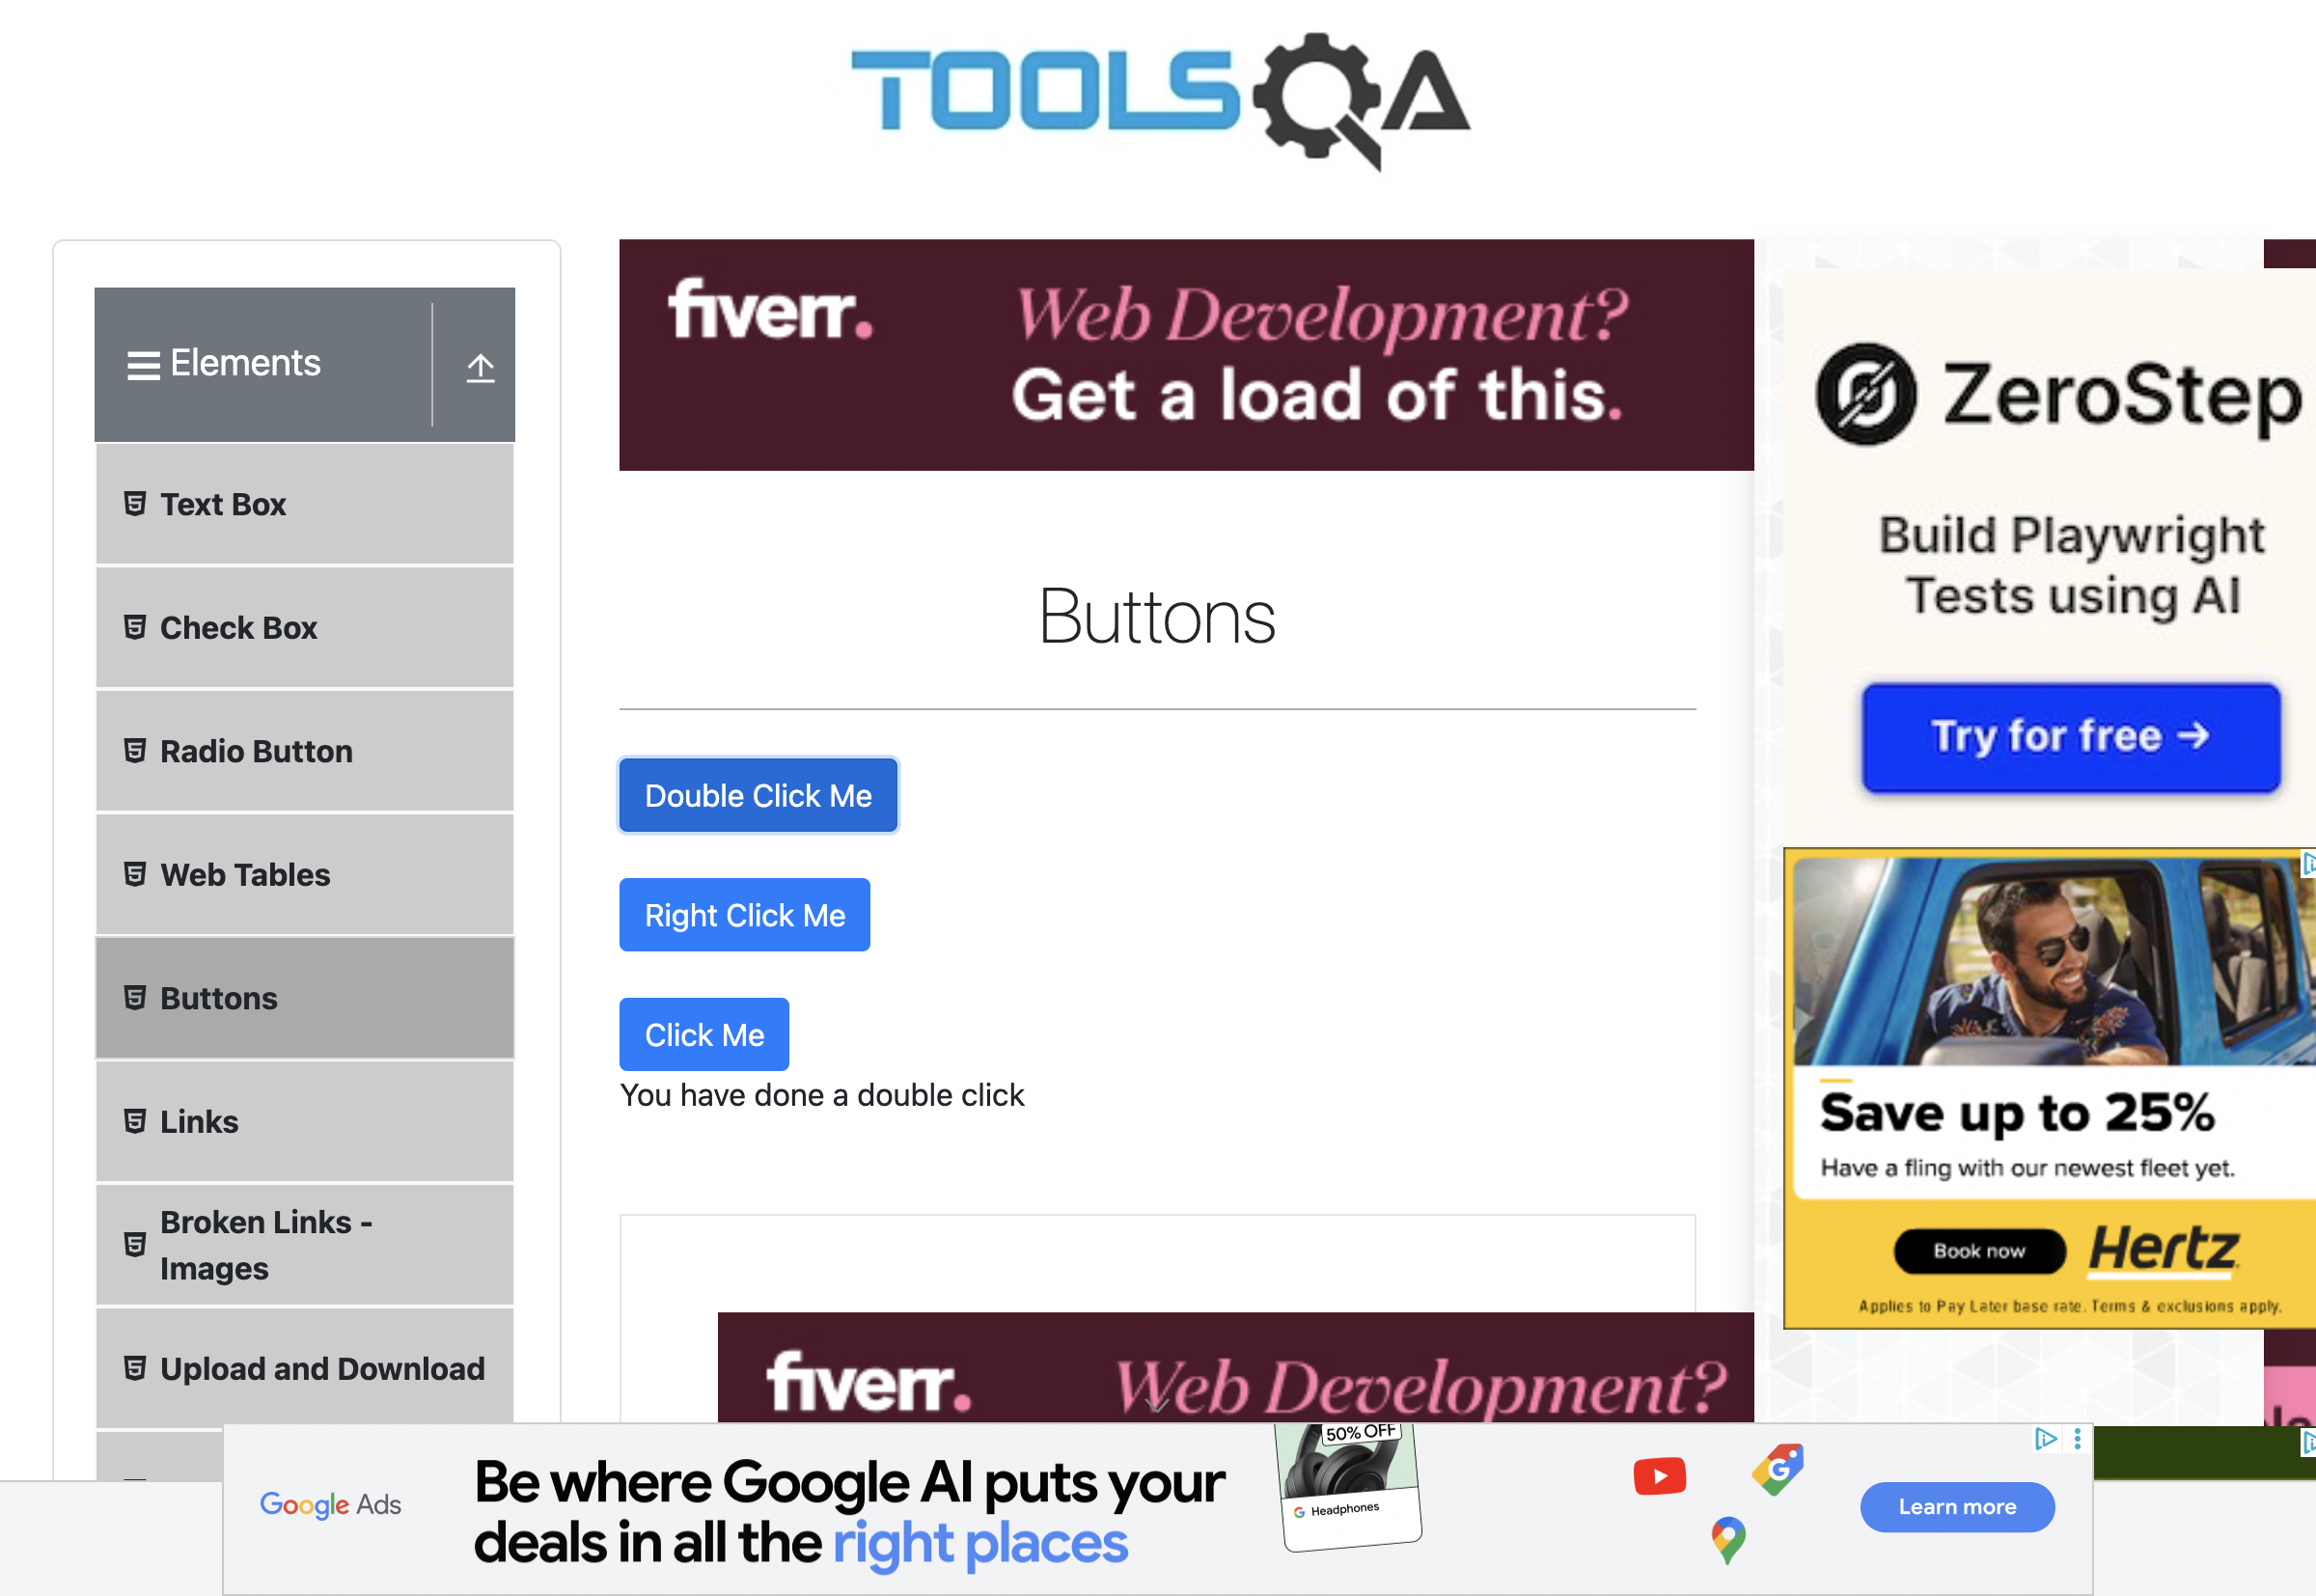 TOOLSQA
Elements
Text Box
Check Box
Radio Button
Web Tables
Buttons
Links
Broken Links -
Images
Upload and Download
fiverr.
Web Development?
Get a load of this.
Buttons
Double Click Me
Right Click Me
Click Me
You have done a double click
fiverr.
Web Development?
ZeroStep
Build Playwright
Tests using AI
Try for free →
Save up to 25%
Have a fling with our newest fleet yet.
Book now
Hertz
Applies to Pay Later base rate. Terms & exclusions apply.
Google Ads
Be where Google AI puts your
deals in all the right places
50% OFF
G Headphones
Learn more